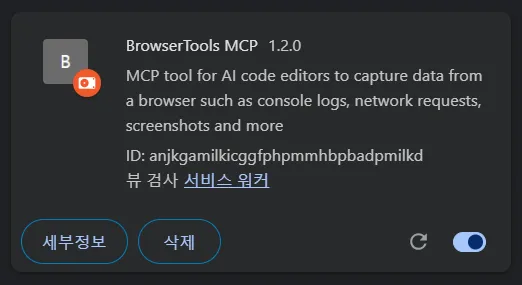 B
BrowserTools MCP 1.2.0
MCP tool for AI code editors to capture data from
a browser such as console logs, network requests,
screenshots and more
ID: anjkgamilkicggfphpmmhbpbadpmilkd
뷰 검사 서비스 워커
세부정보 삭제